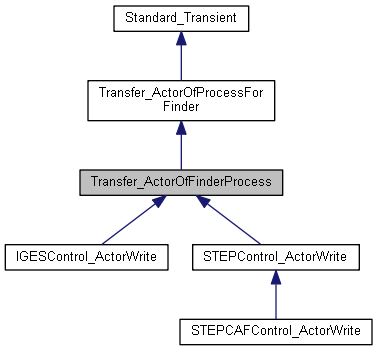 Standard_Transient
Transfer_ActorOfProcessFor
Finder
Transfer_ActorOfFinderProcess
IGESControl_ActorWrite
STEPControl_ActorWrite
STEPCAFControl_ActorWrite